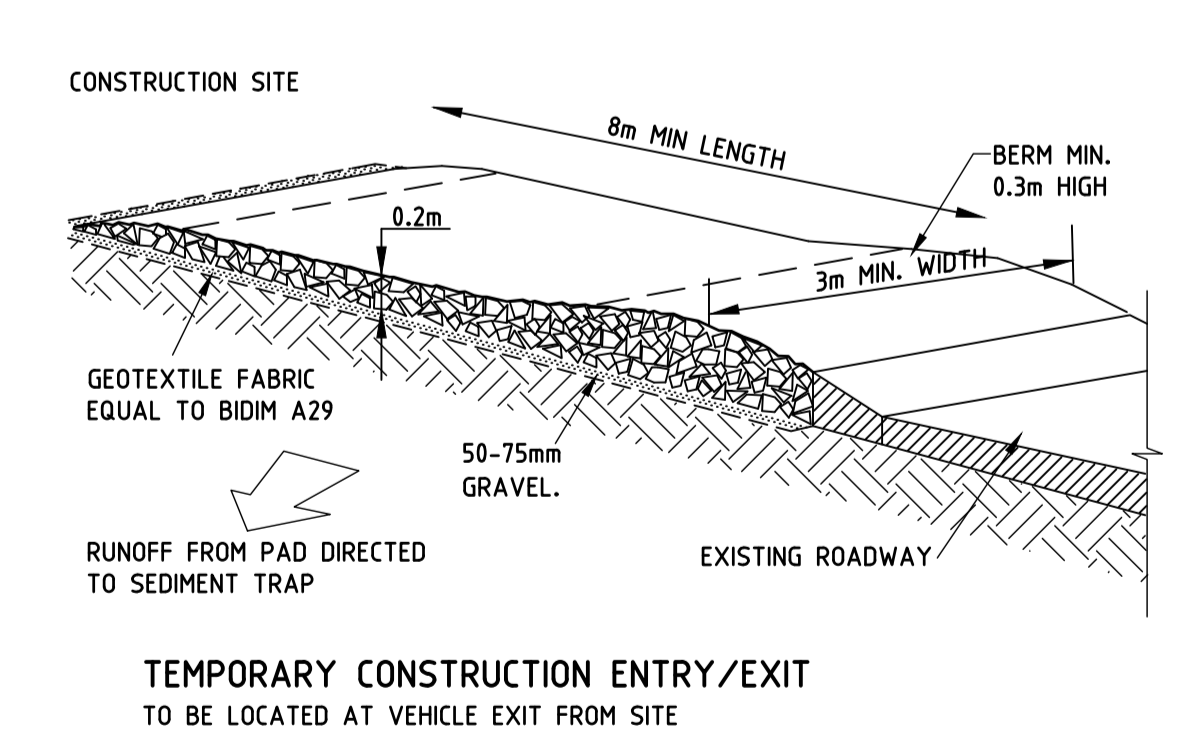 CONSTRUCTION SITE
8m MIN LENGTH
BERM MIN.
0.3m HIGH
0.2m
3m MIN. WIDTH
GEOTEXTILE FABRIC
EQUAL TO BIDIM A29
50-75mm
GRAVEL.
RUNOFF FROM PAD DIRECTED
TO SEDIMENT TRAP
EXISTING ROADWAY
TEMPORARY CONSTRUCTION ENTRY/EXIT
TO BE LOCATED AT VEHICLE EXIT FROM SITE